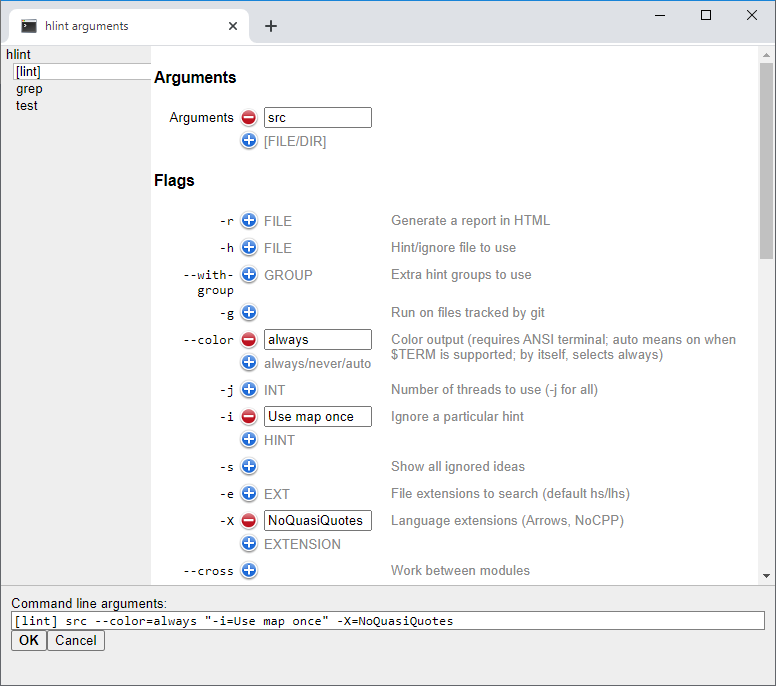 hlint arguments
hlint
[lint]
grep
test
Arguments
Arguments src
[FILE/DIR]
Flags
-r FILE Generate a report in HTML
-h FILE Hint/ignore file to use
--with-group GROUP Extra hint groups to use
-g Run on files tracked by git
--color always Color output (requires ANSI terminal; auto means on when
$TERM is supported; by itself, selects always)
always/never/auto
-j INT Number of threads to use (-j for all)
-i Use map once Ignore a particular hint
HINT
-s Show all ignored ideas
-e EXT File extensions to search (default hs/lhs)
-X NoQuasiQuotes Language extensions (Arrows, NoCPP)
EXTENSION
--cross Work between modules
Command line arguments:
[lint] src --color=always "-i=Use map once" -X=NoQuasiQuotes
OK Cancel